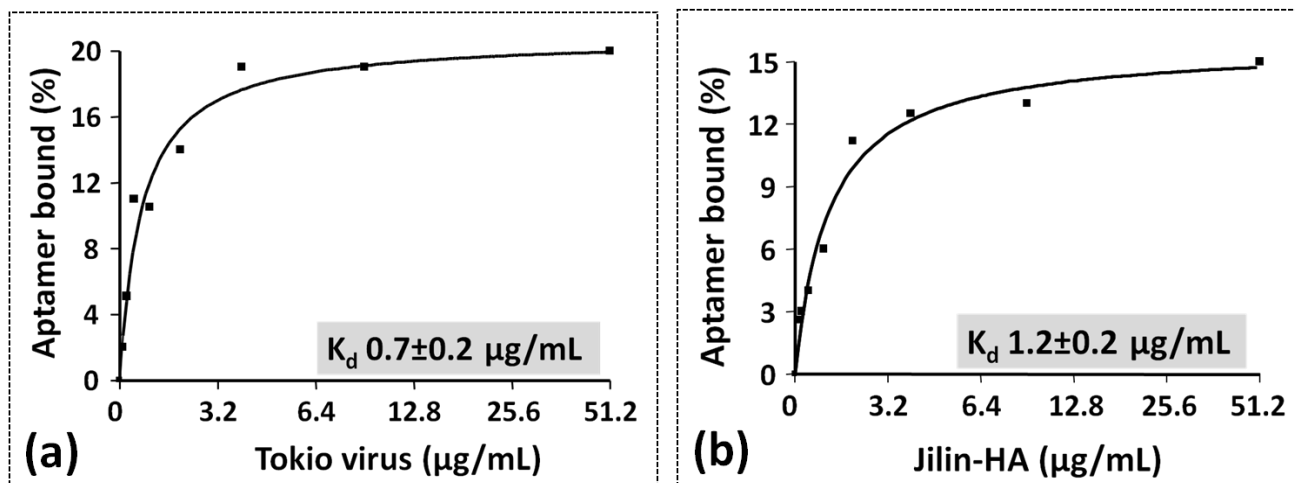 Aptamer bound (%)
20
16
12
8
4
0
K_d 0.7±0.2 µg/mL
0 3.2 6.4 12.8 25.6 51.2
(a) Tokio virus (µg/mL)
Aptamer bound (%)
15
12
9
6
3
0
K_d 1.2±0.2 µg/mL
0 3.2 6.4 12.8 25.6 51.2
(b) Jilin-HA (µg/mL)